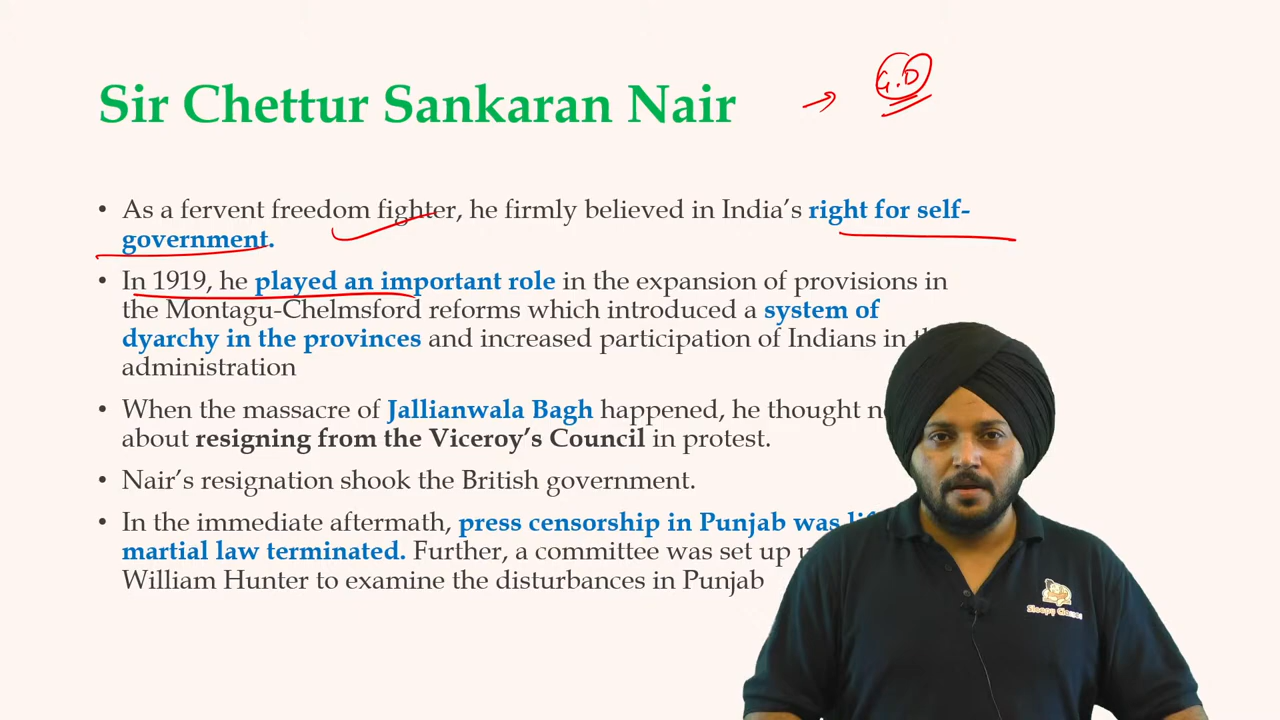 Sir Chettur Sankaran Nair
G.D
• As a fervent freedom fighter, he firmly believed in India's right for self-
government.
• In 1919, he played an important role in the expansion of provisions in
the Montagu-Chelmsford reforms which introduced a system of
dyarchy in the provinces and increased participation of Indians in
administration
• When the massacre of Jallianwala Bagh happened, he thought
about resigning from the Viceroy's Council in protest.
• Nair's resignation shook the British government.
• In the immediate aftermath, press censorship in Punjab was
martial law terminated. Further, a committee was set up
William Hunter to examine the disturbances in Punjab
Sleepy Classes